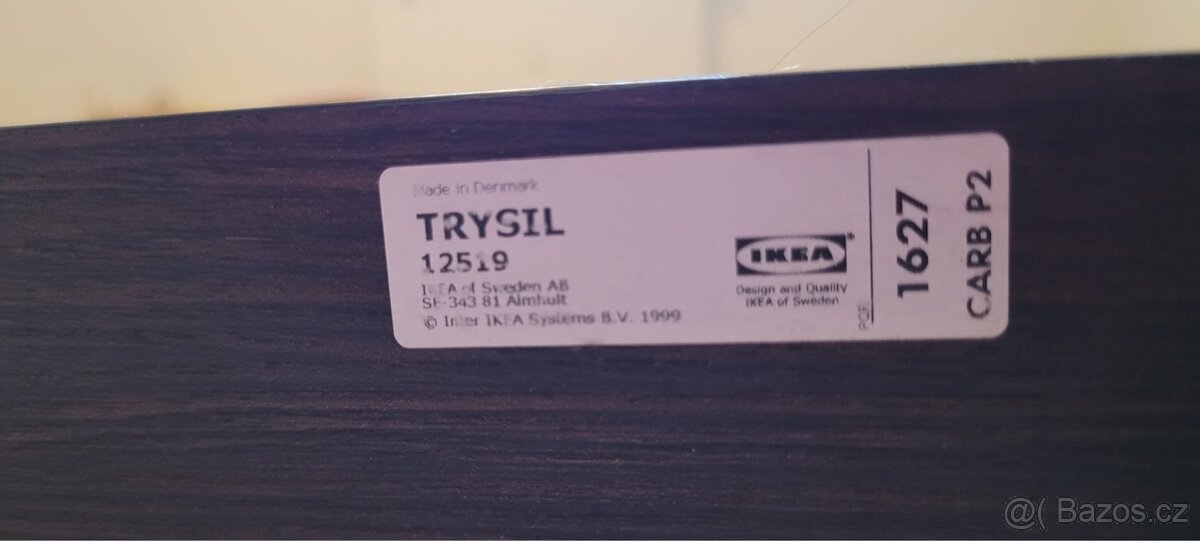 Made in Denmark
TRYSIL
12519
IKEA of Sweden AB
SE-343 81 Älmhult
© Inter IKEA Systems B.V. 1999
IKEA®
Design and Quality
IKEA of Sweden
1627
CARB P2
@( Bazos.cz